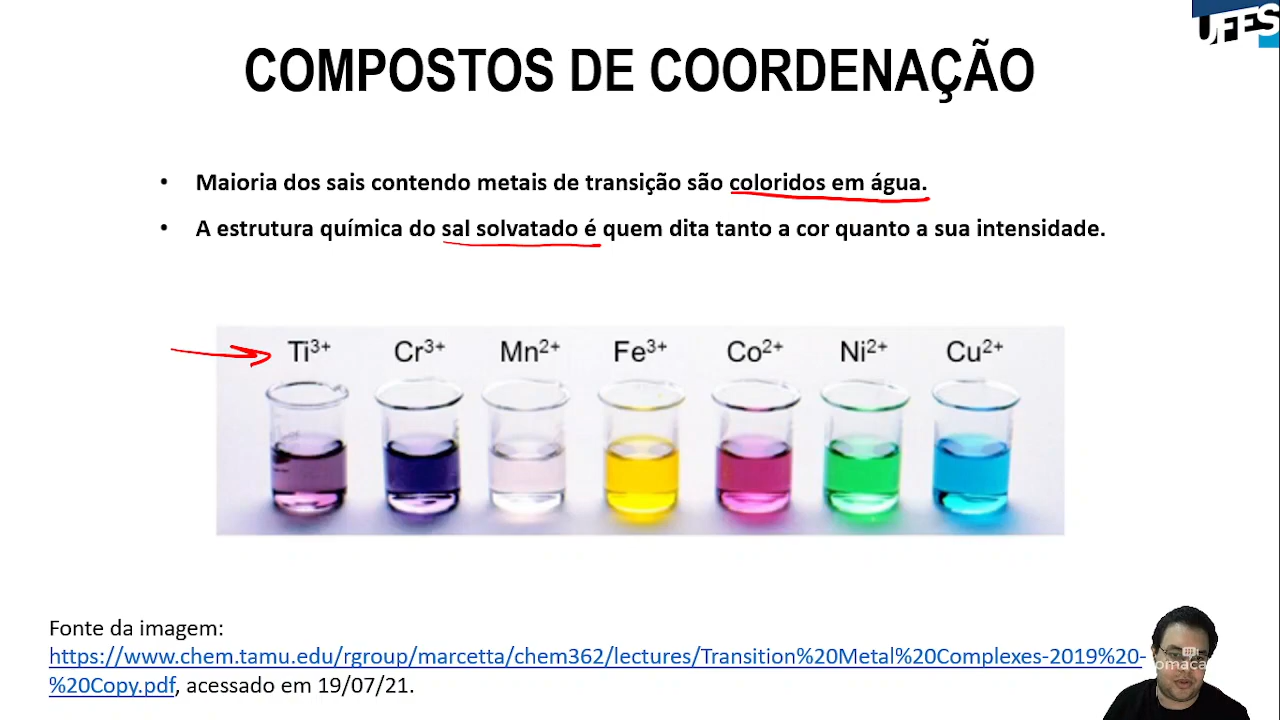 UFES
COMPOSTOS DE COORDENAÇÃO
• Maioria dos sais contendo metais de transição são coloridos em água.
• A estrutura química do sal solvatado é quem dita tanto a cor quanto a sua intensidade.
Ti³⁺ Cr³⁺ Mn²⁺ Fe³⁺ Co²⁺ Ni²⁺ Cu²⁺
Fonte da imagem:
https://www.chem.tamu.edu/rgroup/marcetta/chem362/lectures/Transition%20Metal%20Complexes-2019%20-
%20Copy.pdf, acessado em 19/07/21.